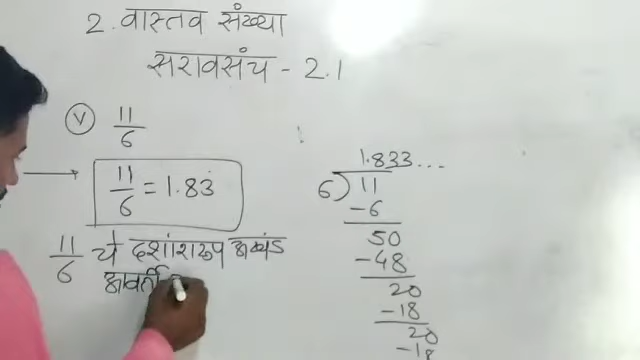 2. वास्तव संख्या
सरावसंच - 2.1
(v) 11/6
11/6 = 1.83̇
11/6 चे दशांशरूप अखंड
आवर्ती
1.833...
6) 11
-6
50
-48
20
-18
20
-18